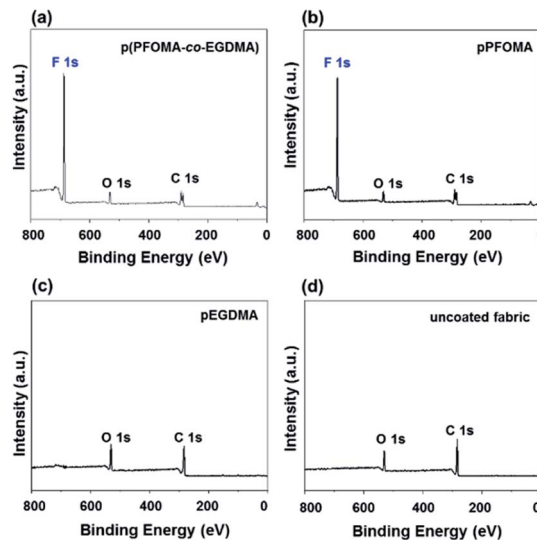 (a)
p(PFOMA-co-EGDMA)
F 1s
O 1s
C 1s
Intensity (a.u.)
800 600 400 200 0
Binding Energy (eV)
(b)
pPFOMA
F 1s
O 1s
C 1s
Intensity (a.u.)
800 600 400 200 0
Binding Energy (eV)
(c)
pEGDMA
O 1s
C 1s
Intensity (a.u.)
800 600 400 200 0
Binding Energy (eV)
(d)
uncoated fabric
O 1s
C 1s
Intensity (a.u.)
800 600 400 200 0
Binding Energy (eV)